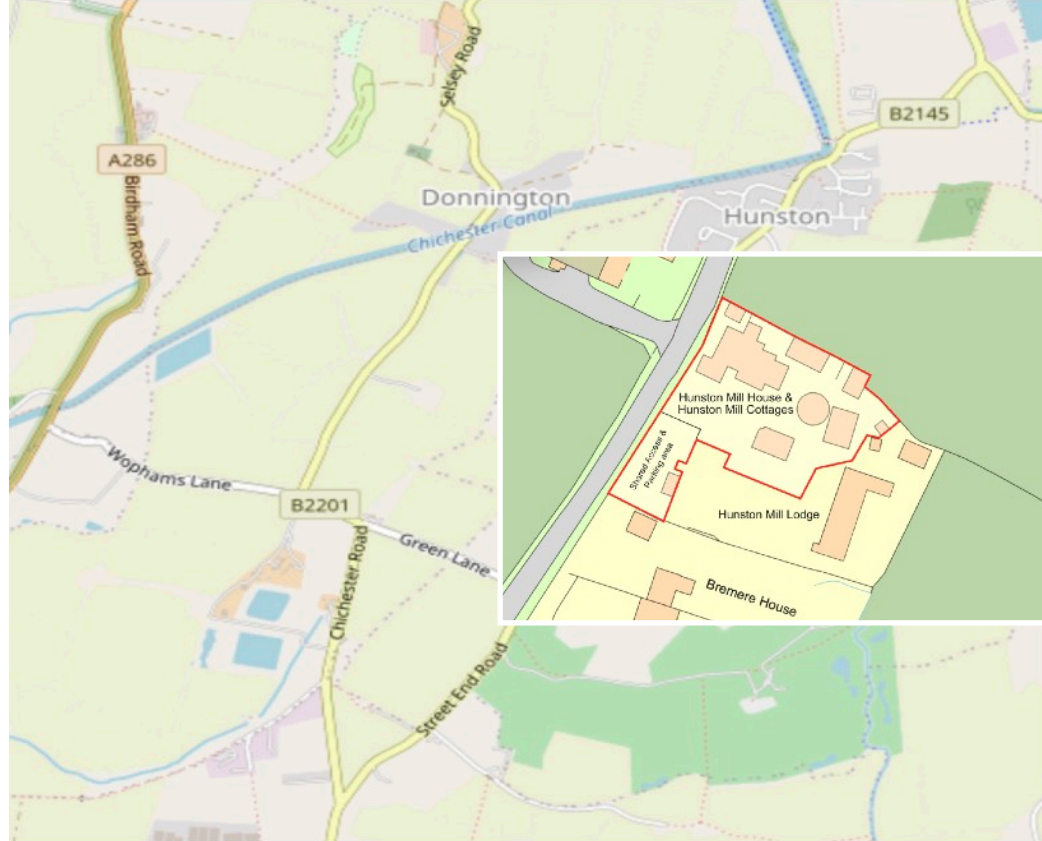 Selsey Road
B2145
A286
Birdham Road
Donnington
Hunston
Chichester Canal
Hunston Mill House &
Hunston Mill Cottages
Shared Access &
Parking area
Hunston Mill Lodge
Bremere House
Wophams Lane
B2201
Green Lane
Chichester Road
Street End Road